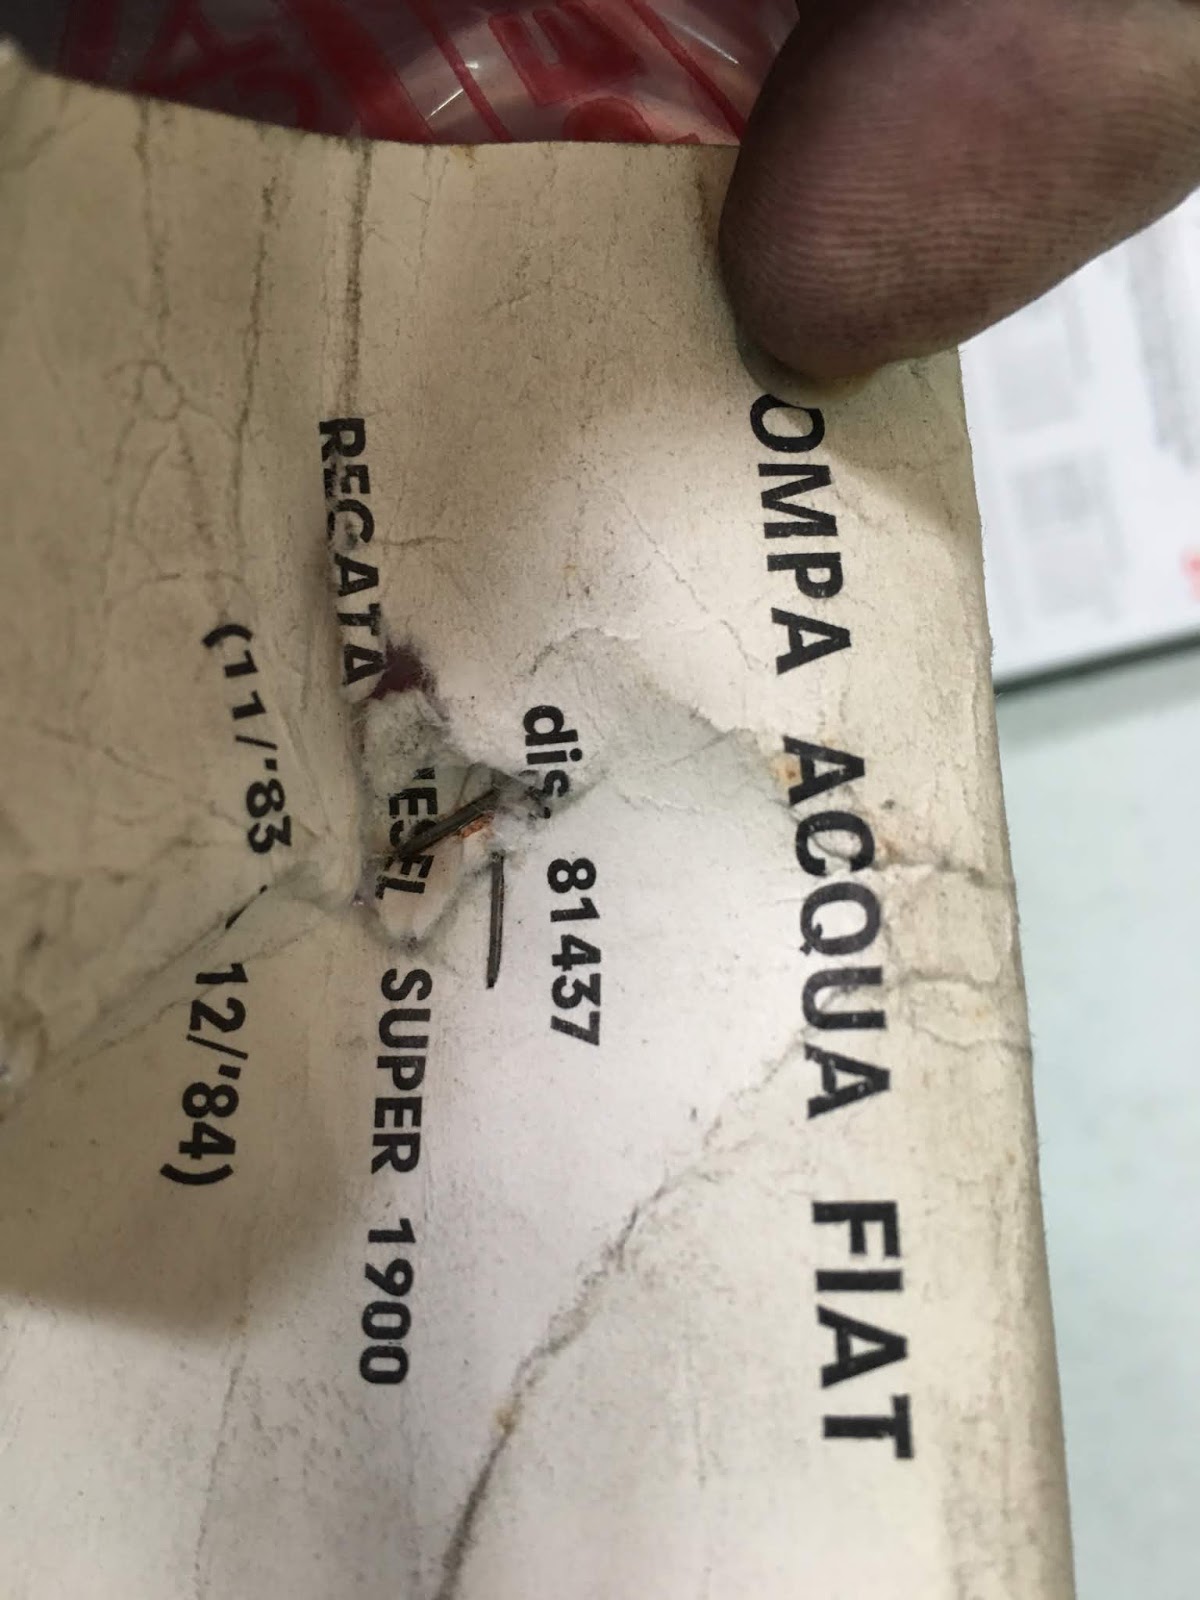 OMPA ACQUA FIAT
dis. 81437
REGATA 'ESEL SUPER 1900
(11/'83 - 12/'84)